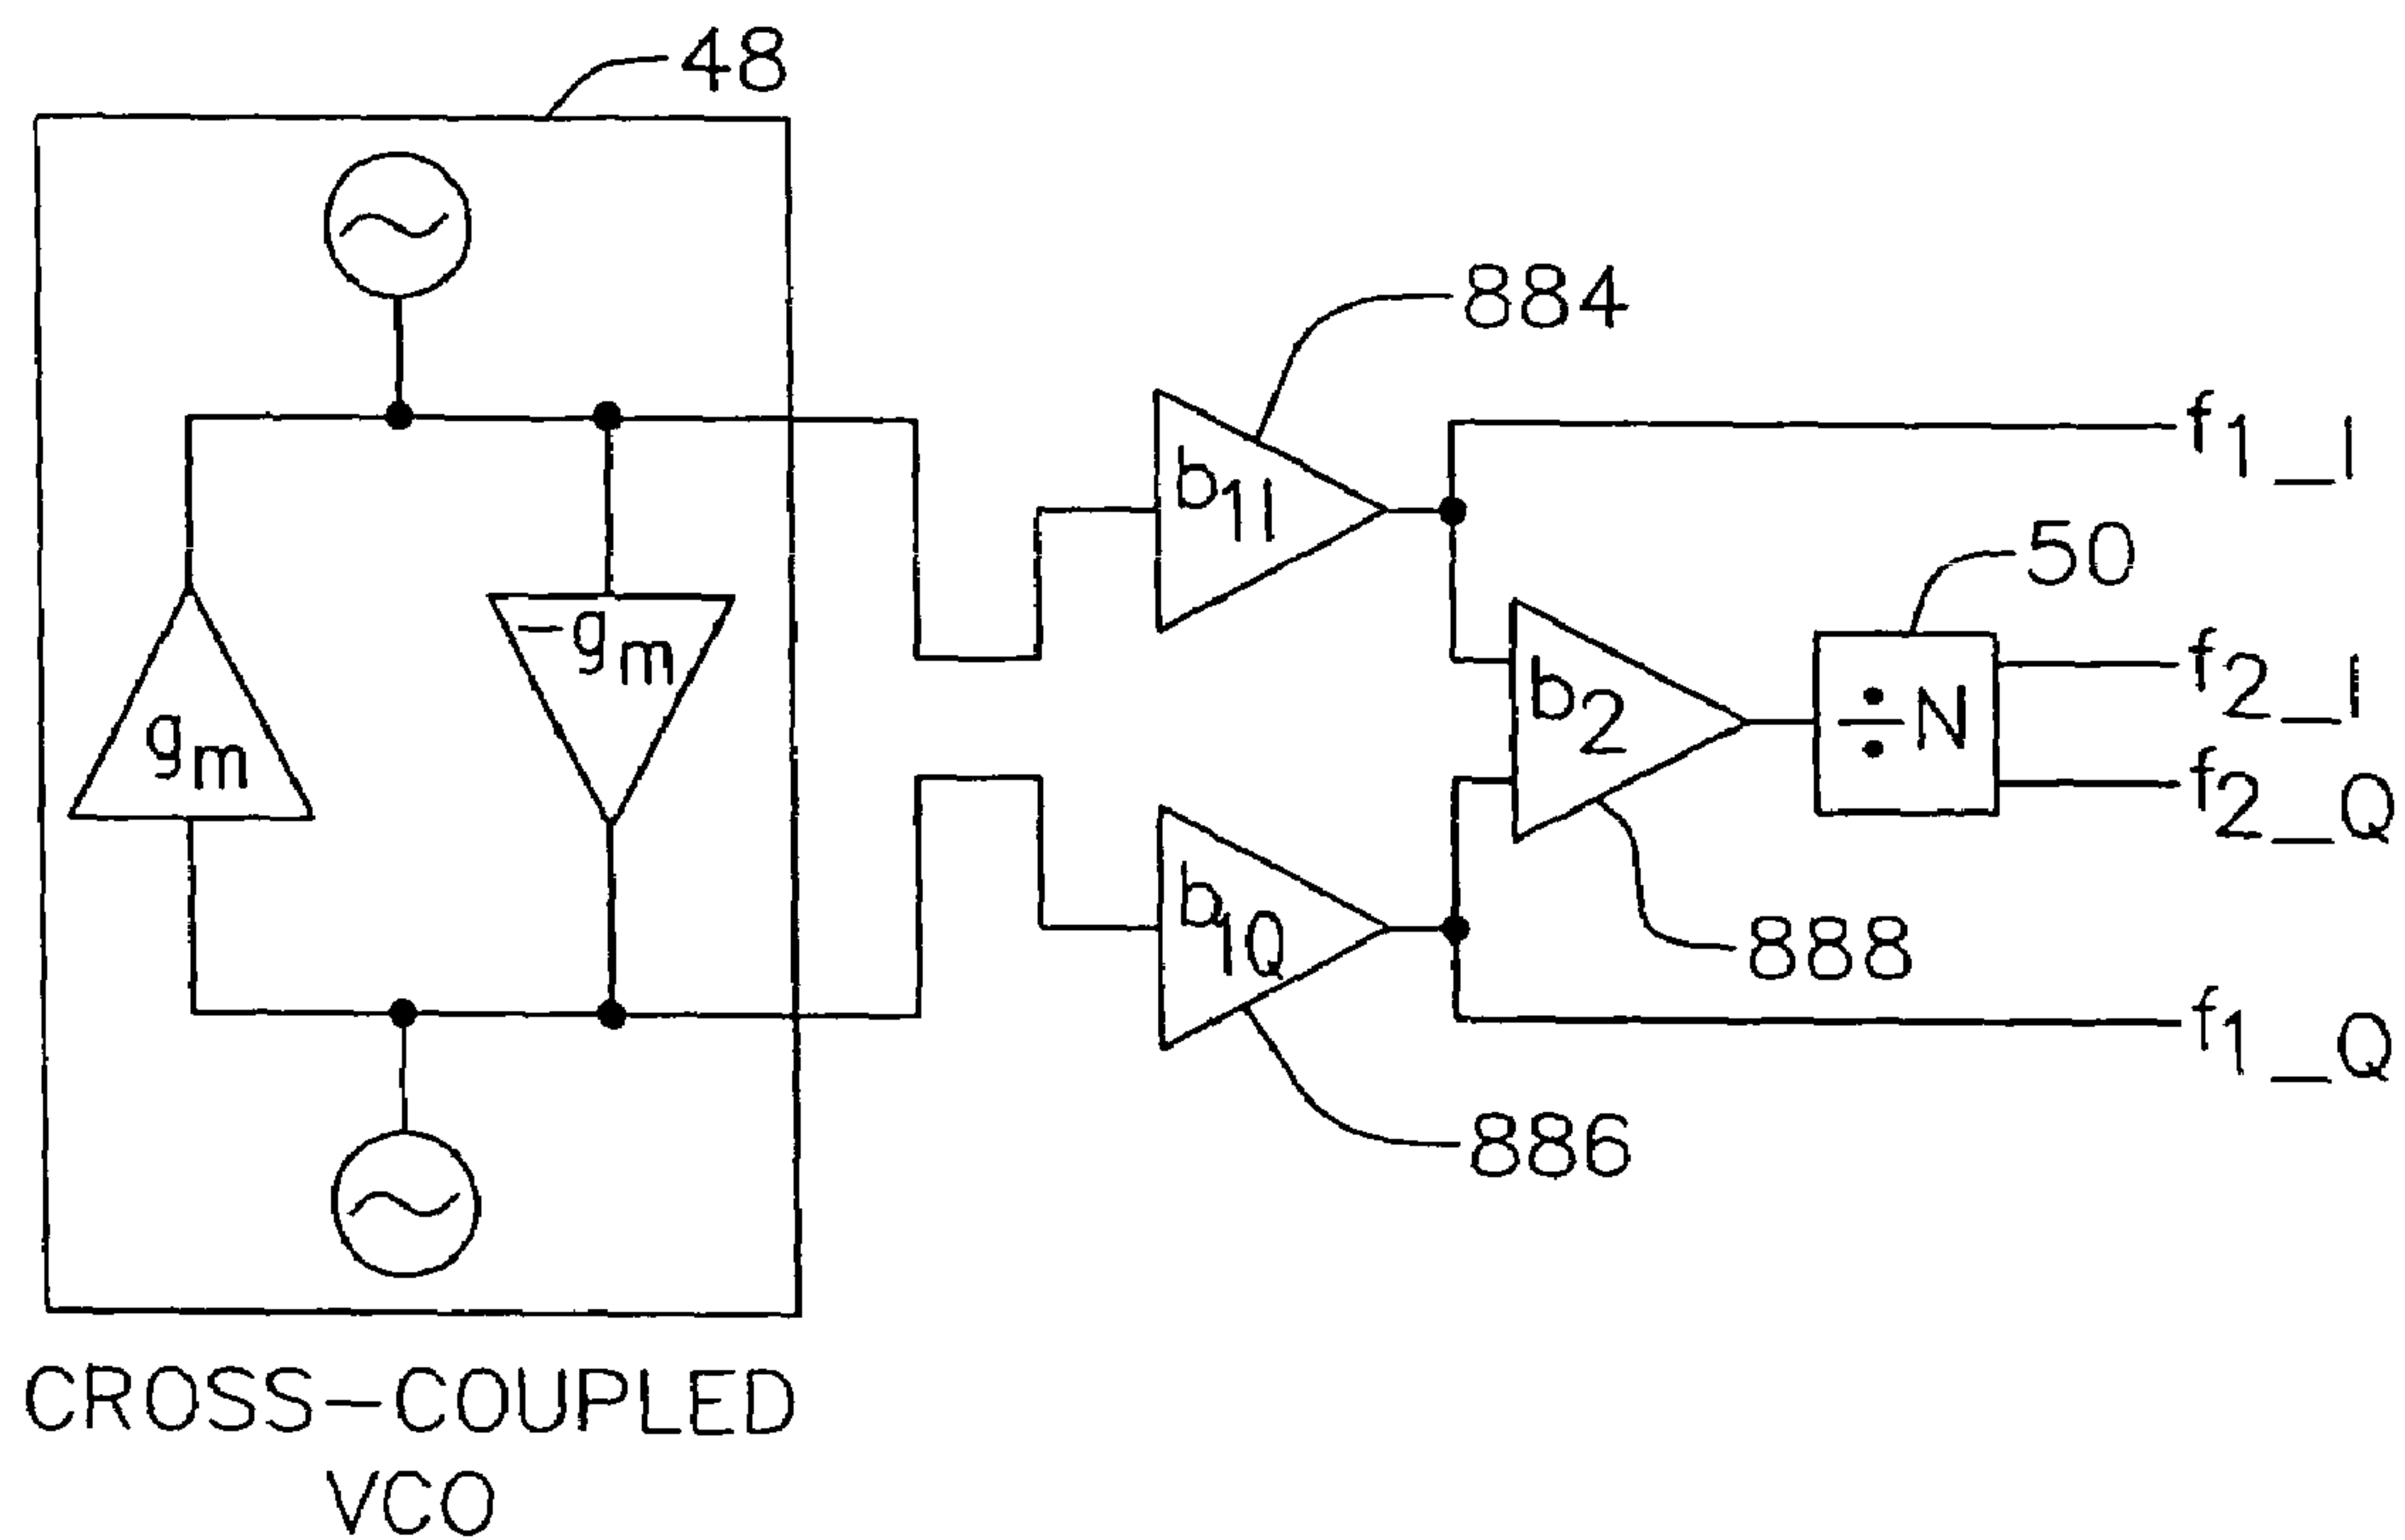 48
884
b1I
f1_I
50
-gm
gm
b2
÷N
f2_I
f2_Q
b1Q
888
f1_Q
886
CROSS-COUPLED
VCO